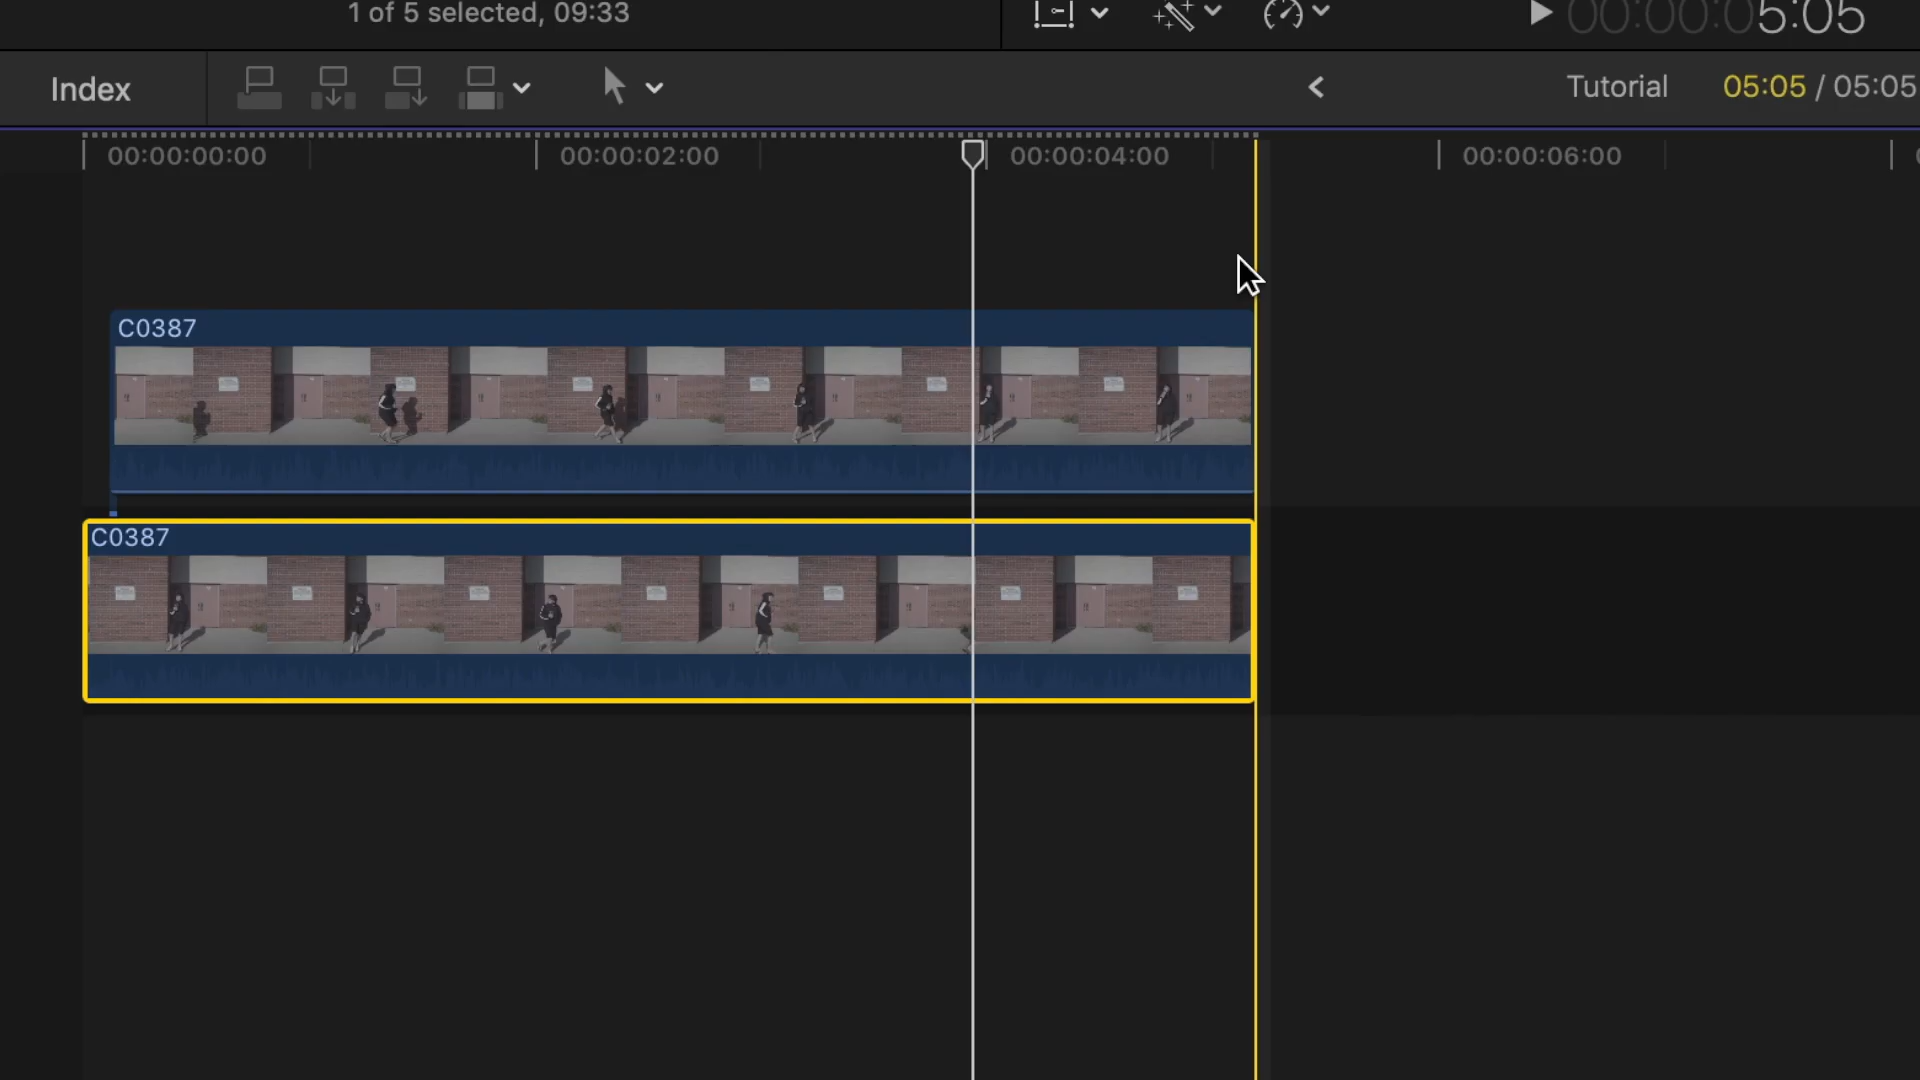 1 of 5 selected, 09:33
00:00:05:05
Index
Tutorial
05:05 / 05:05
00:00:00:00
00:00:02:00
00:00:04:00
00:00:06:00
C0387
C0387